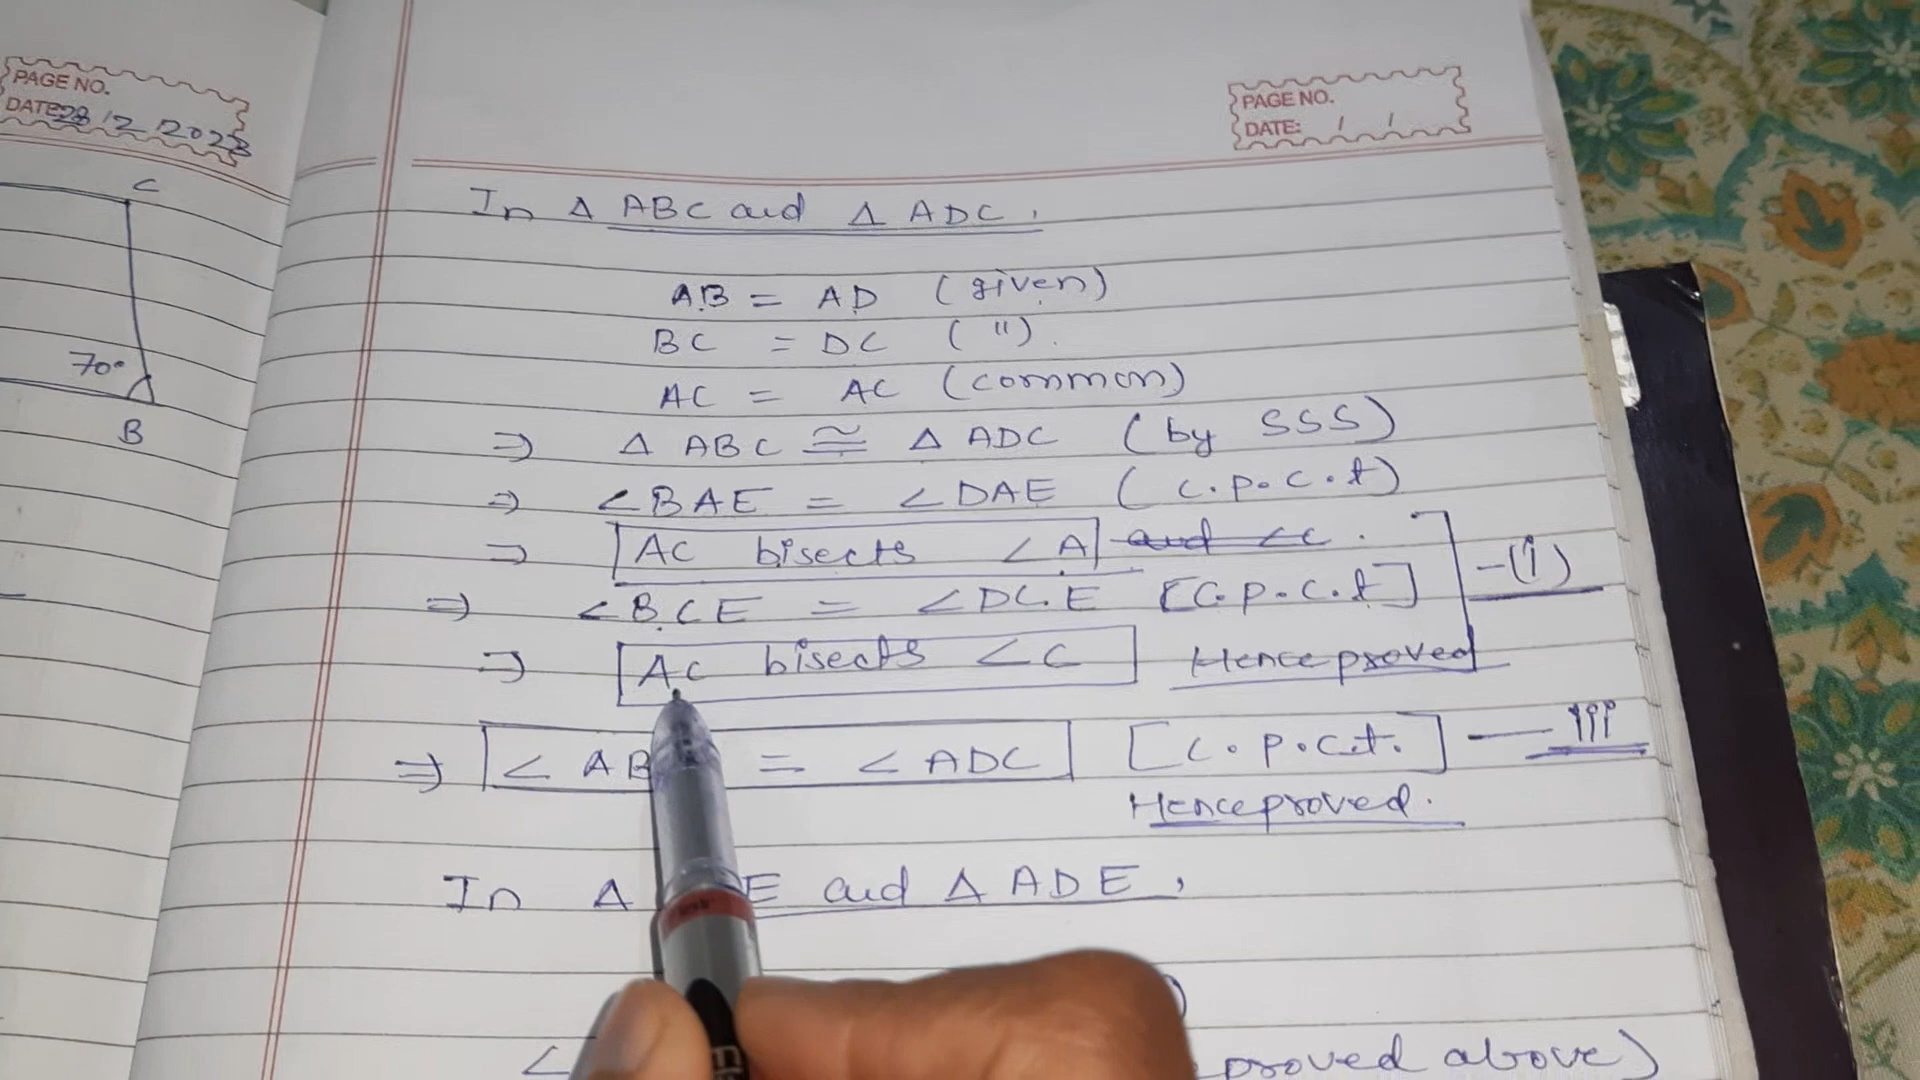 PAGE NO.
DATE: 28/12/2023
C
70°
B
PAGE NO.
DATE: / /
In △ ABC and △ ADC,
AB = AD (given)
BC = DC ( " ).
AC = AC (common)
⇒ △ ABC ≅ △ ADC (by SSS)
⇒ ∠BAE = ∠DAE (c.p.c.t)
⇒ AC bisects ∠A and ∠C.
⇒ ∠BCE = ∠DCE [C.p.c.t] -(i)
⇒ AC bisects ∠C Hence proved
⇒ ∠AB = ∠ADC [c.p.c.t.] — iii
Hence proved.
In △ E and △ ADE,
∠ proved above)